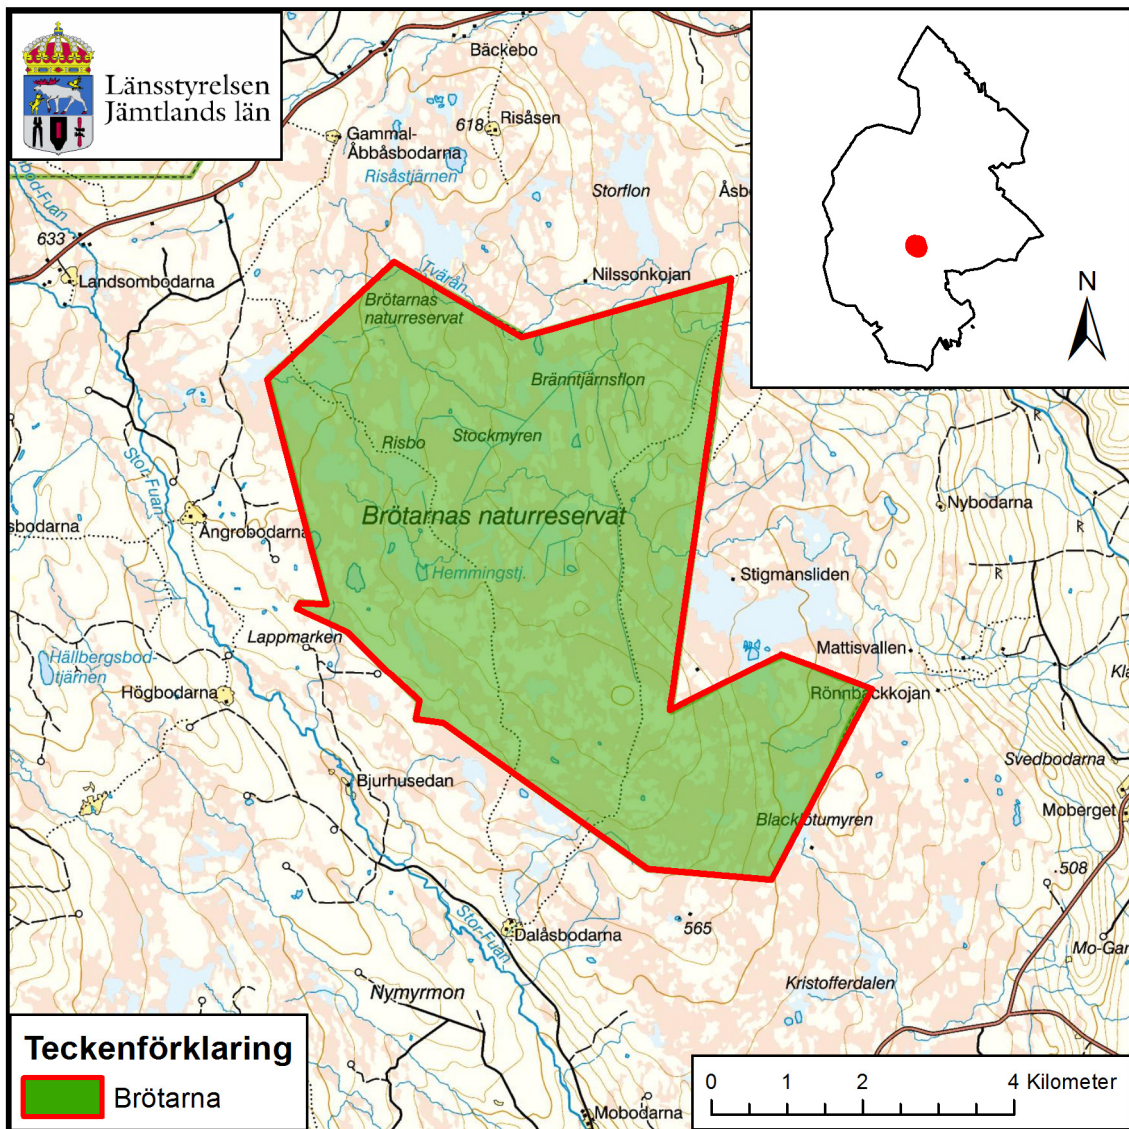 Länsstyrelsen
Jämtlands län
Bäckebo
618
Risåsen
Gammal-
Åbbåsbodarna
Risåstjärnen
Storflon
N
633
Landsombodarna
Tvärån
Nilssonkojan
Brötarnas
naturreservat
Bränntjärnsflon
Risbo
Stockmyren
Stor-Fuan
Nybodarna
sbodarna
Ångrobodarna
Brötarnas naturreservat
R
R
Hemmingstj.
Stigmansliden
Lappmarken
Hällbergsbod-
tjärnen
Mattisvallen
Högbodarna
Rönnbäckkojan
Svedbodarna
Bjurhusedan
Moberget
Blacklötumyren
508
Stor-Fuan
Dalåsbodarna
565
Mo-Gar
Kristofferdalen
Nymyrmon
Teckenförklaring
Brötarna
0 1 2 4 Kilometer
Mobodarna